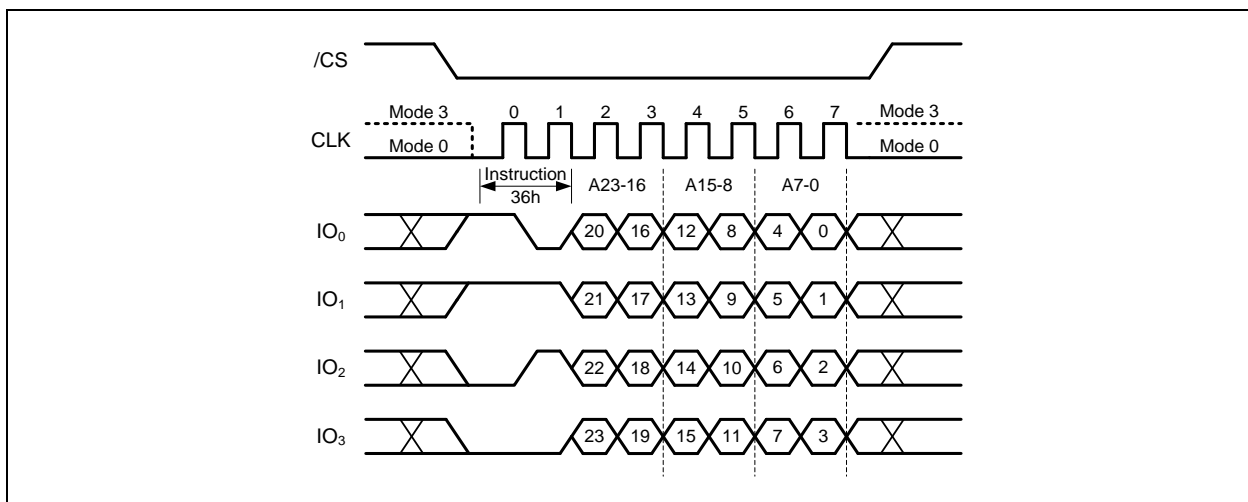 /CS
Mode 3 0 1 2 3 4 5 6 7 Mode 3
CLK
Mode 0 Mode 0
Instruction A23-16 A15-8 A7-0
36h
IO₀ 20 16 12 8 4 0
IO₁ 21 17 13 9 5 1
IO₂ 22 18 14 10 6 2
IO₃ 23 19 15 11 7 3